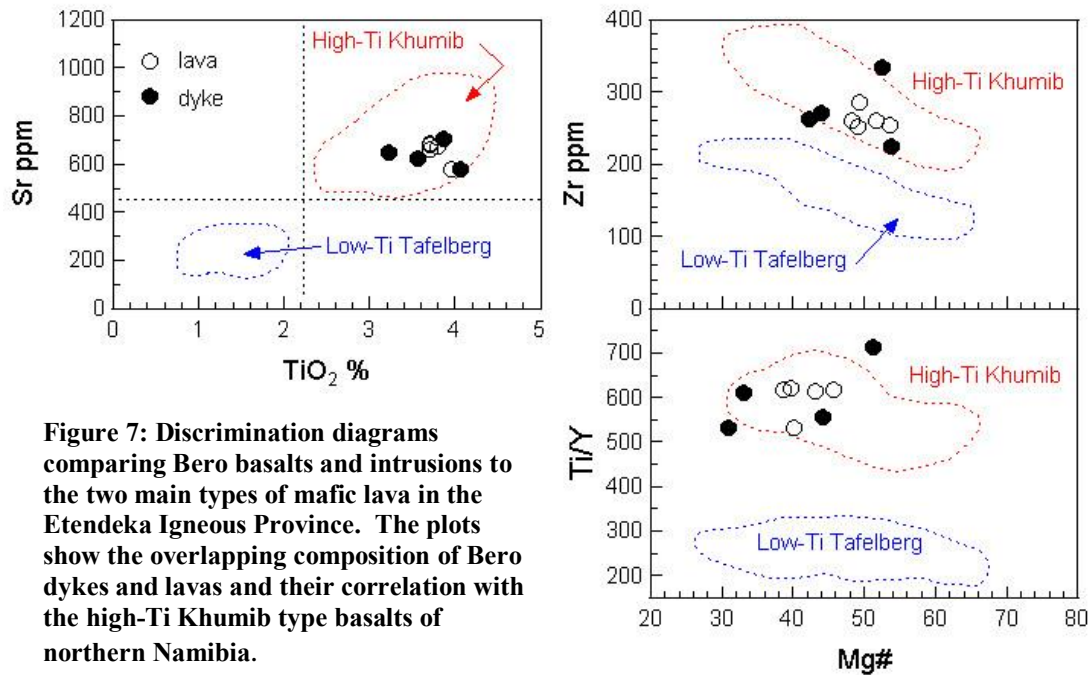 1200
1000
800
600
400
200
0
Sr ppm
lava
dyke
High-Ti Khumib
Low-Ti Tafelberg
0 1 2 3 4 5
TiO2 %
400
300
200
100
0
Zr ppm
High-Ti Khumib
Low-Ti Tafelberg
700
600
500
400
300
200
Ti/Y
High-Ti Khumib
Low-Ti Tafelberg
20 30 40 50 60 70 80
Mg#
Figure 7: Discrimination diagrams
comparing Bero basalts and intrusions to
the two main types of mafic lava in the
Etendeka Igneous Province. The plots
show the overlapping composition of Bero
dykes and lavas and their correlation with
the high-Ti Khumib type basalts of
northern Namibia.